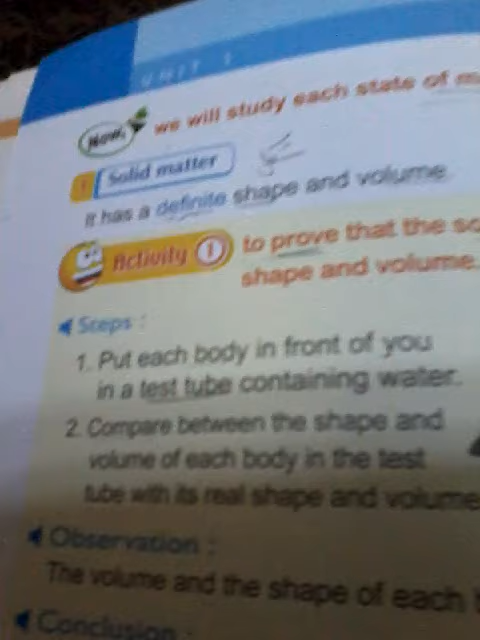 UNIT 1
Now, we will study each state of
1 Solid matter
It has a definite shape and volume.
Activity 1 to prove that the
shape and volume.
Steps :
1. Put each body in front of you
in a test tube containing water.
2. Compare between the shape and
volume of each body in the test
tube with its real shape and volume
Observation :
The volume and the shape of each
Conclusion :